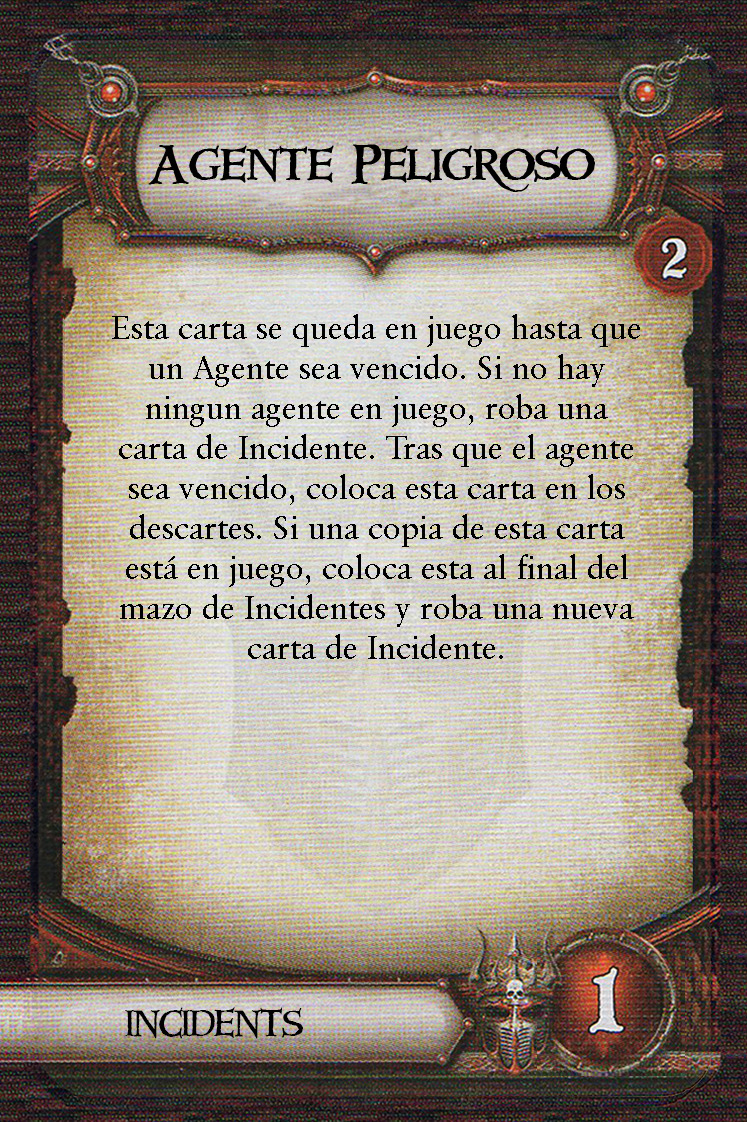 Agente Peligroso
2
Esta carta se queda en juego hasta que
un Agente sea vencido. Si no hay
ningun agente en juego, roba una
carta de Incidente. Tras que el agente
sea vencido, coloca esta carta en los
descartes. Si una copia de esta carta
está en juego, coloca esta al final del
mazo de Incidentes y roba una nueva
carta de Incidente.
INCIDENTS
1